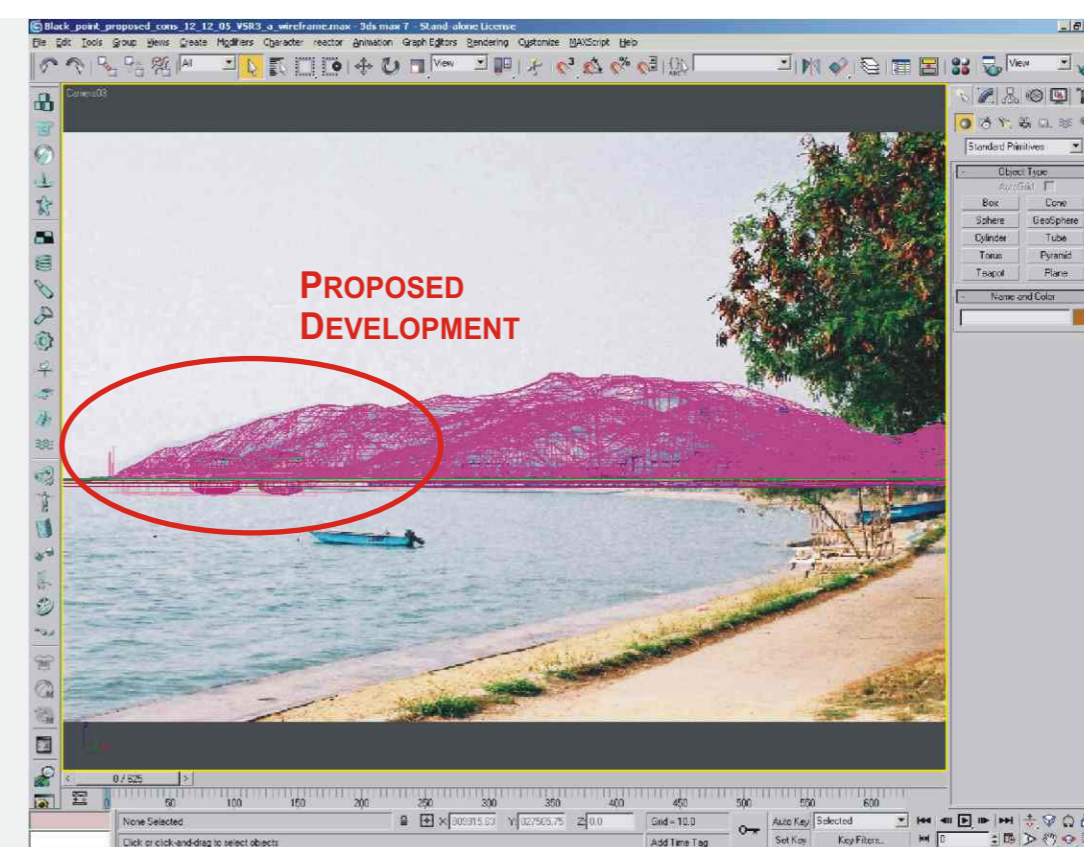 Black_point_proposed_cons_12_12_05_VSR3_a_wireframe.max - 3ds max 7 - Stand-alone License
File Edit Tools Group Views Create Modifiers Character reactor Animation Graph Editors Rendering Customize MAXScript Help
All View View
Camera03
Standard Primitives
- Object Type
AutoGrid
Box Cone
Sphere GeoSphere
Cylinder Tube
Torus Pyramid
Teapot Plane
- Name and Color
PROPOSED
DEVELOPMENT
< 0 / 625 >
0 50 100 150 200 250 300 350 400 450 500 550 600
None Selected X: Y: Z: 0.0 Grid = 10.0 Auto Key Selected
Click or click-and-drag to select objects Add Time Tag Set Key Key Filters... 0